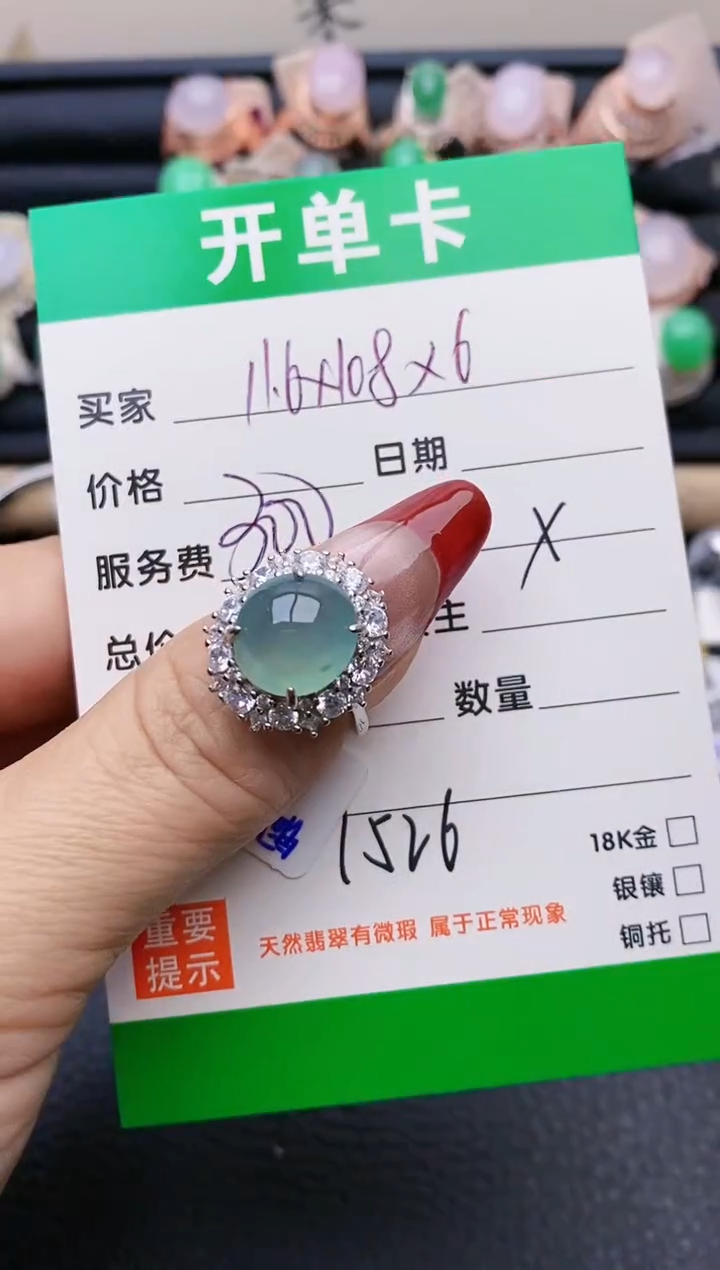 开单卡
买家 11.6×108×6
价格 日期
服务费 X
总价 主
数量
1526
18K金
银镶
铜托
重要
提示
天然翡翠有微瑕 属于正常现象